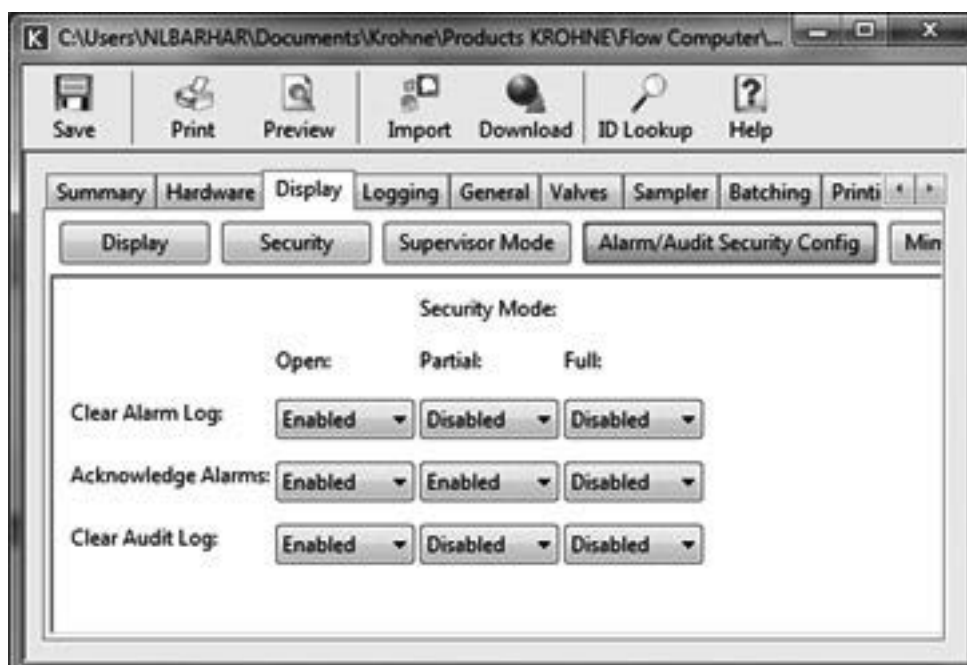 K C:\Users\NLBARHAR\Documents\Krohne\Products KROHNE\Flow Computer\...
Save Print Preview Import Download ID Lookup Help
Summary Hardware Display Logging General Valves Sampler Batching Printi
Display Security Supervisor Mode Alarm/Audit Security Config Min
Security Mode:
Open: Partial: Full:
Clear Alarm Log: Enabled Disabled Disabled
Acknowledge Alarms: Enabled Enabled Disabled
Clear Audit Log: Enabled Disabled Disabled